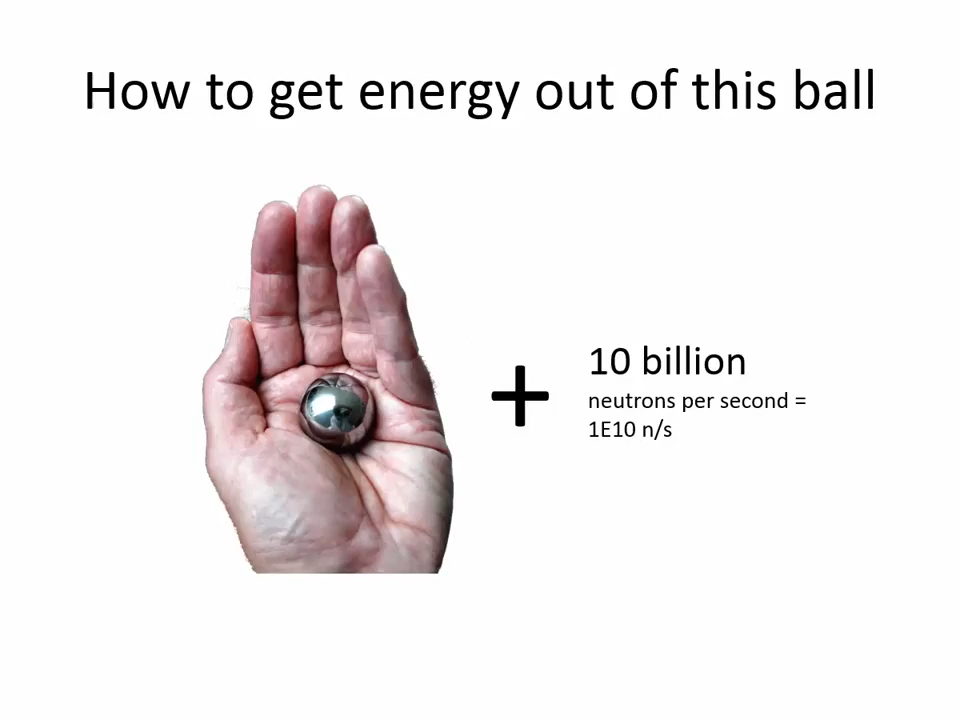 How to get energy out of this ball
+
10 billion
neutrons per second =
1E10 n/s